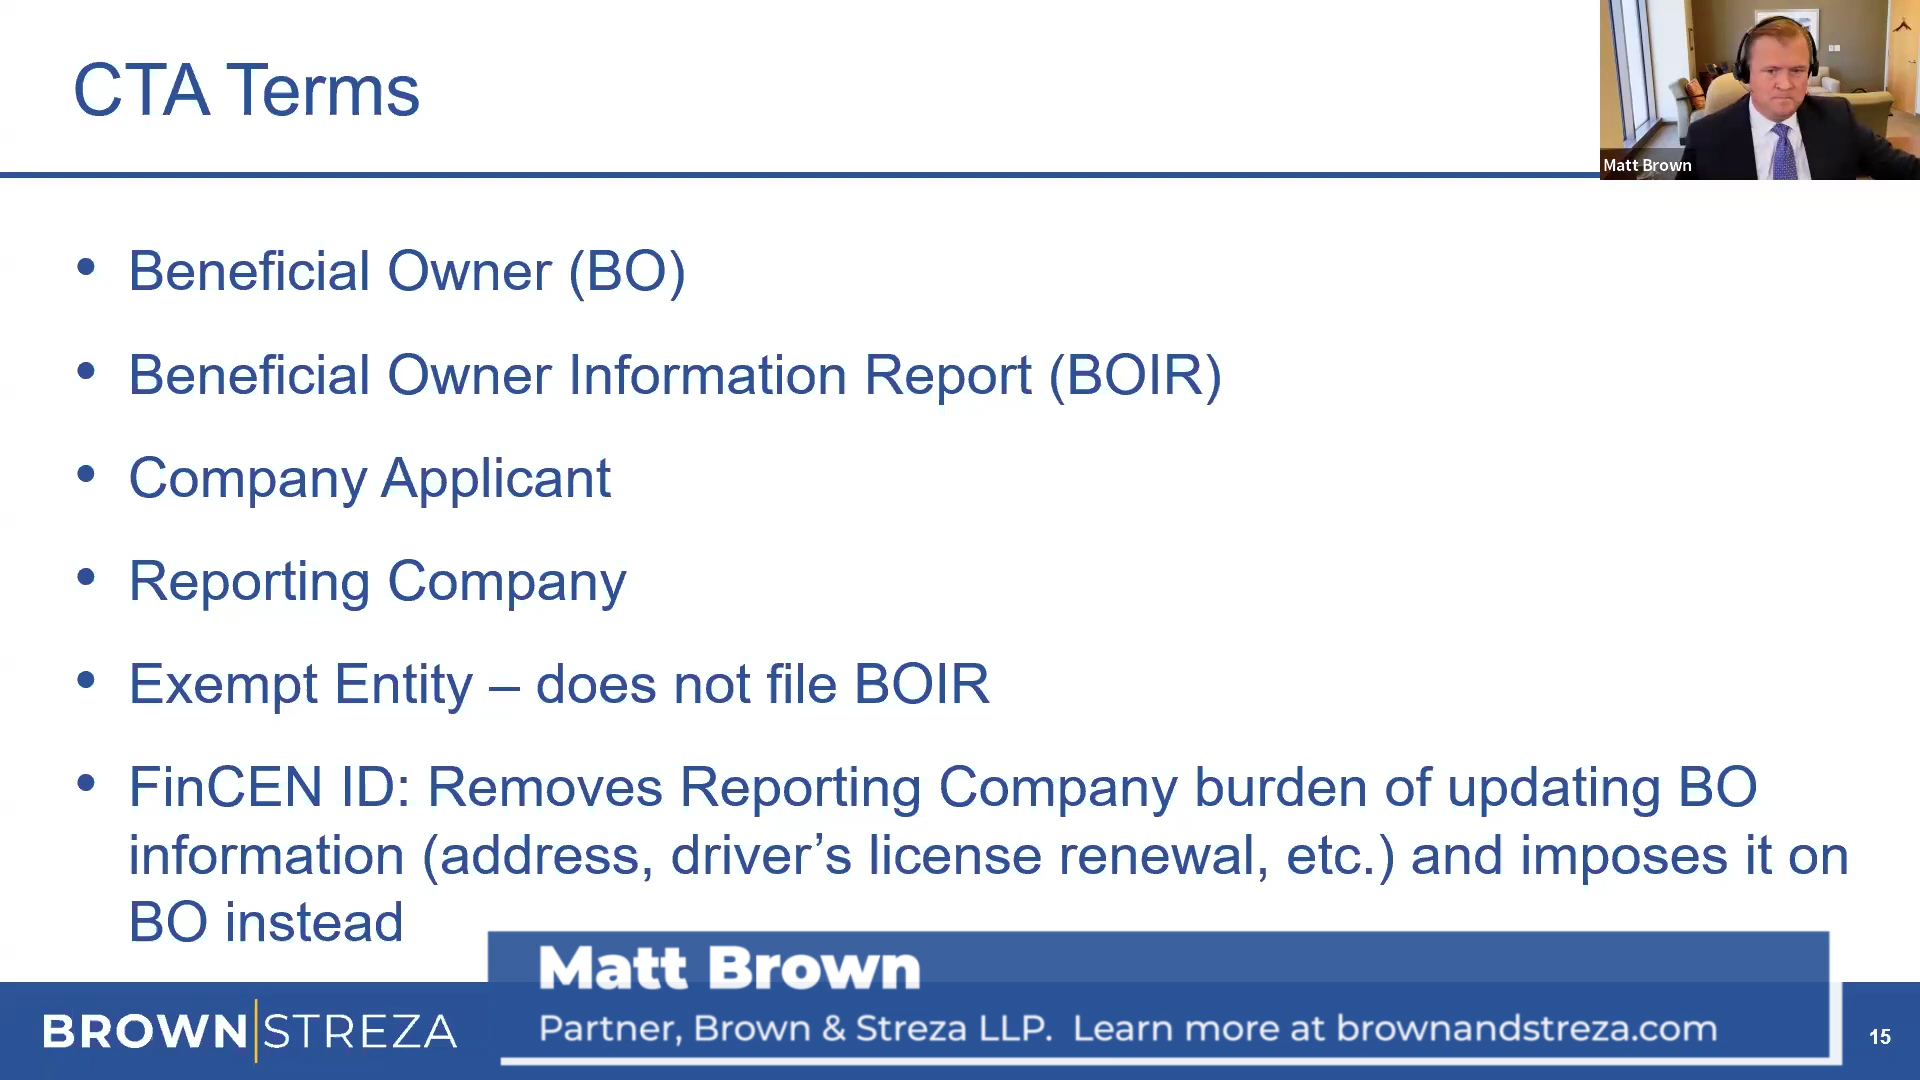 CTA Terms
Matt Brown
• Beneficial Owner (BO)
• Beneficial Owner Information Report (BOIR)
• Company Applicant
• Reporting Company
• Exempt Entity – does not file BOIR
• FinCEN ID: Removes Reporting Company burden of updating BO
information (address, driver’s license renewal, etc.) and imposes it on
BO instead
Matt Brown
Partner, Brown & Streza LLP. Learn more at brownandstreza.com
BROWN|STREZA
15